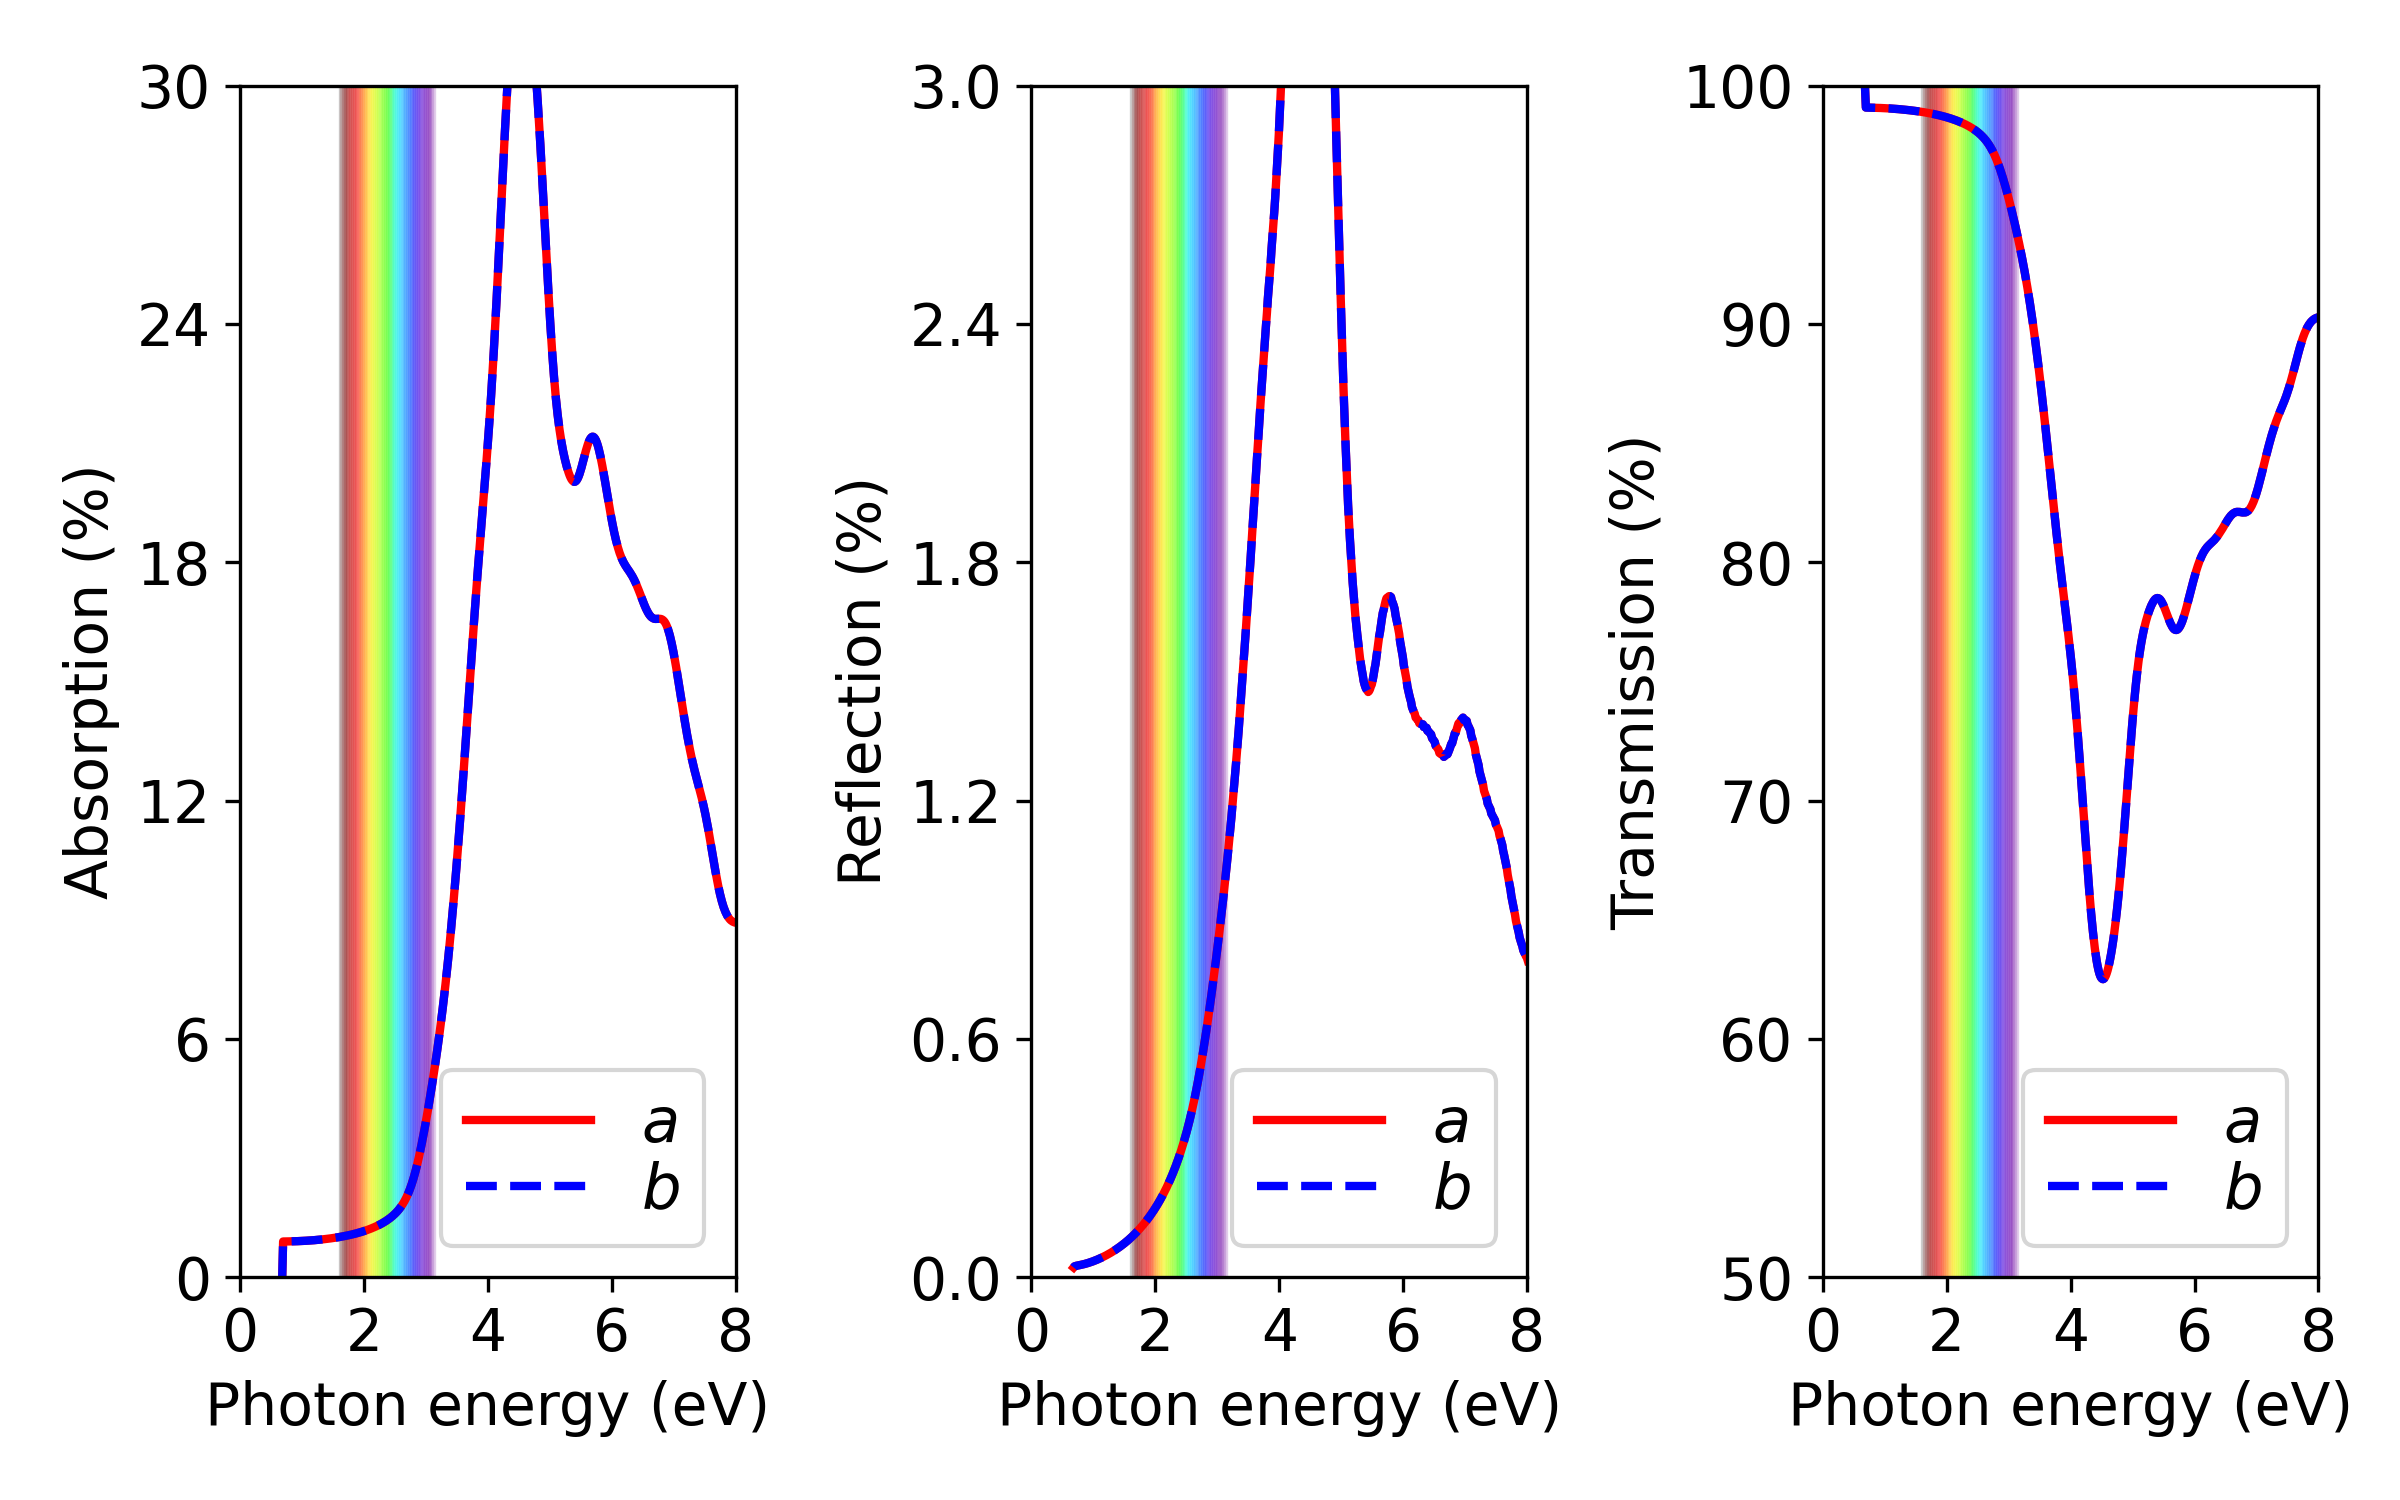 Absorption (%)
30
24
18
12
6
0
0 2 4 6 8
Photon energy (eV)
a
b
Reflection (%)
3.0
2.4
1.8
1.2
0.6
0.0
0 2 4 6 8
Photon energy (eV)
a
b
Transmission (%)
100
90
80
70
60
50
0 2 4 6 8
Photon energy (eV)
a
b